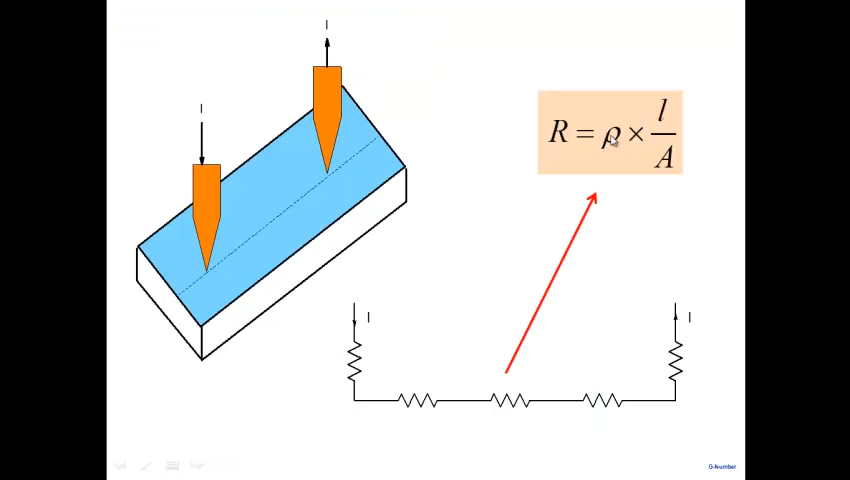 I
I
R = ρ × l / A
I
I
G-Number